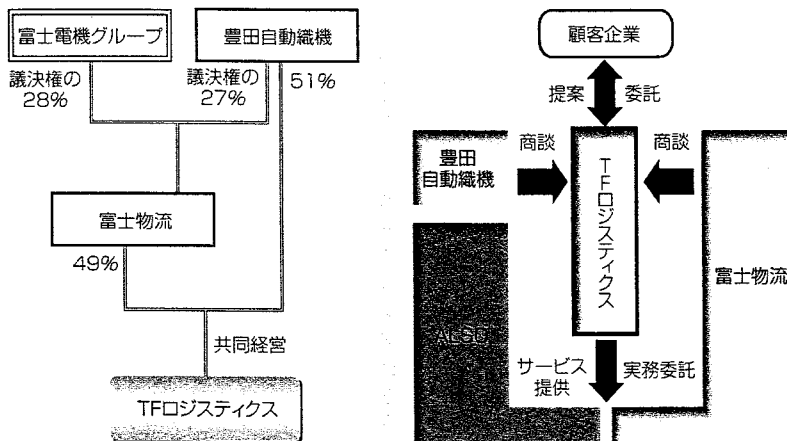 富士電機グループ
豊田自動織機
議決権の
28%
議決権の
27%
51%
富士物流
49%
共同経営
TFロジスティクス
顧客企業
提案
委託
商談
商談
豊田
自動織機
TFロジスティクス
富士物流
ALSO
サービス
提供
実務委託